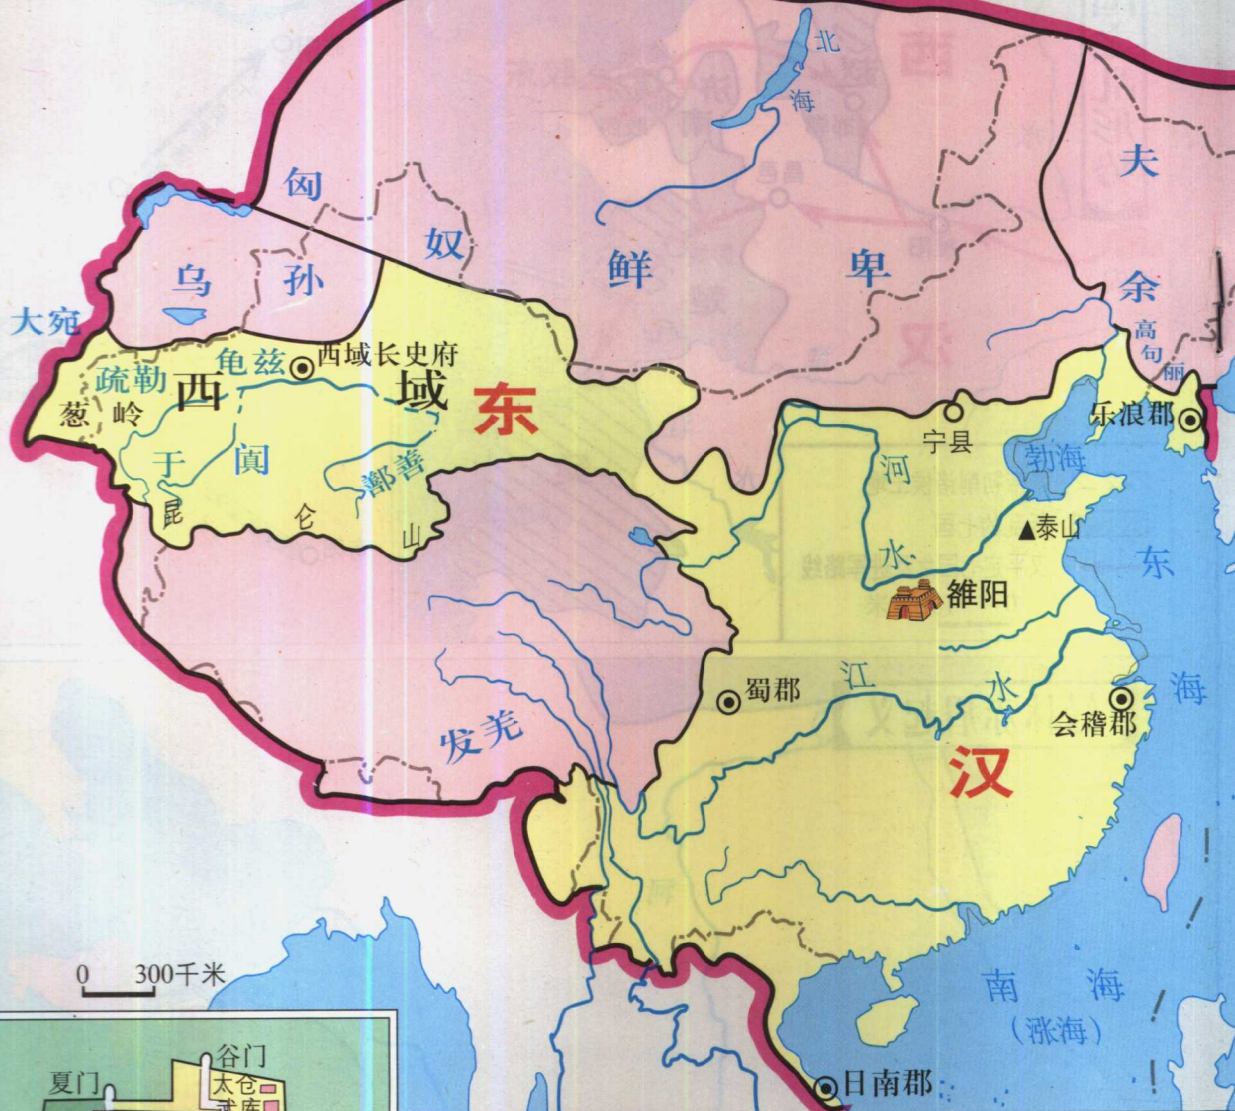 北
海
夫
匈
奴
鲜
卑
乌
孙
余
大宛
高
句
丽
龟兹
西域长史府
疏勒
西
域
东
葱岭
乐浪郡
宁县
于
阗
鄯善
河
渤海
昆
仑
山
泰山
水
雒阳
东
海
蜀郡
江
水
会稽郡
发羌
汉
0 300千米
南 海
(涨海)
谷门
夏门
太仓
武库
日南郡